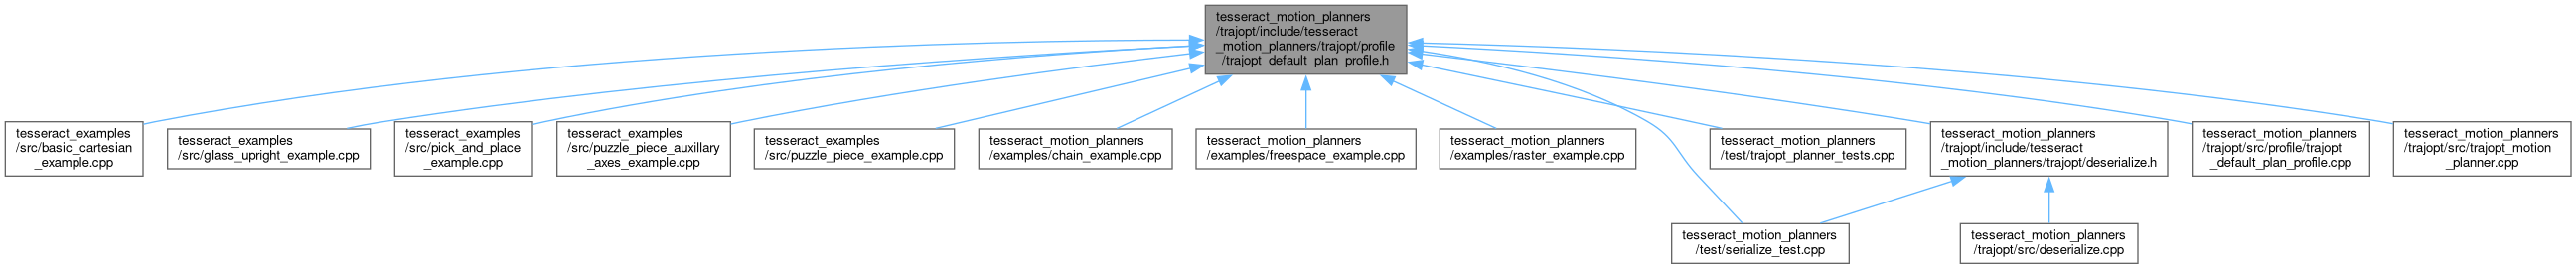 tesseract_motion_planners
/trajopt/include/tesseract
_motion_planners/trajopt/profile
/trajopt_default_plan_profile.h
tesseract_examples
/src/basic_cartesian
_example.cpp
tesseract_examples
/src/glass_upright_example.cpp
tesseract_examples
/src/pick_and_place
_example.cpp
tesseract_examples
/src/puzzle_piece_auxillary
_axes_example.cpp
tesseract_examples
/src/puzzle_piece_example.cpp
tesseract_motion_planners
/examples/chain_example.cpp
tesseract_motion_planners
/examples/freespace_example.cpp
tesseract_motion_planners
/examples/raster_example.cpp
tesseract_motion_planners
/test/trajopt_planner_tests.cpp
tesseract_motion_planners
/trajopt/include/tesseract
_motion_planners/trajopt/deserialize.h
tesseract_motion_planners
/trajopt/src/profile/trajopt
_default_plan_profile.cpp
tesseract_motion_planners
/trajopt/src/trajopt_motion
_planner.cpp
tesseract_motion_planners
/test/serialize_test.cpp
tesseract_motion_planners
/trajopt/src/deserialize.cpp